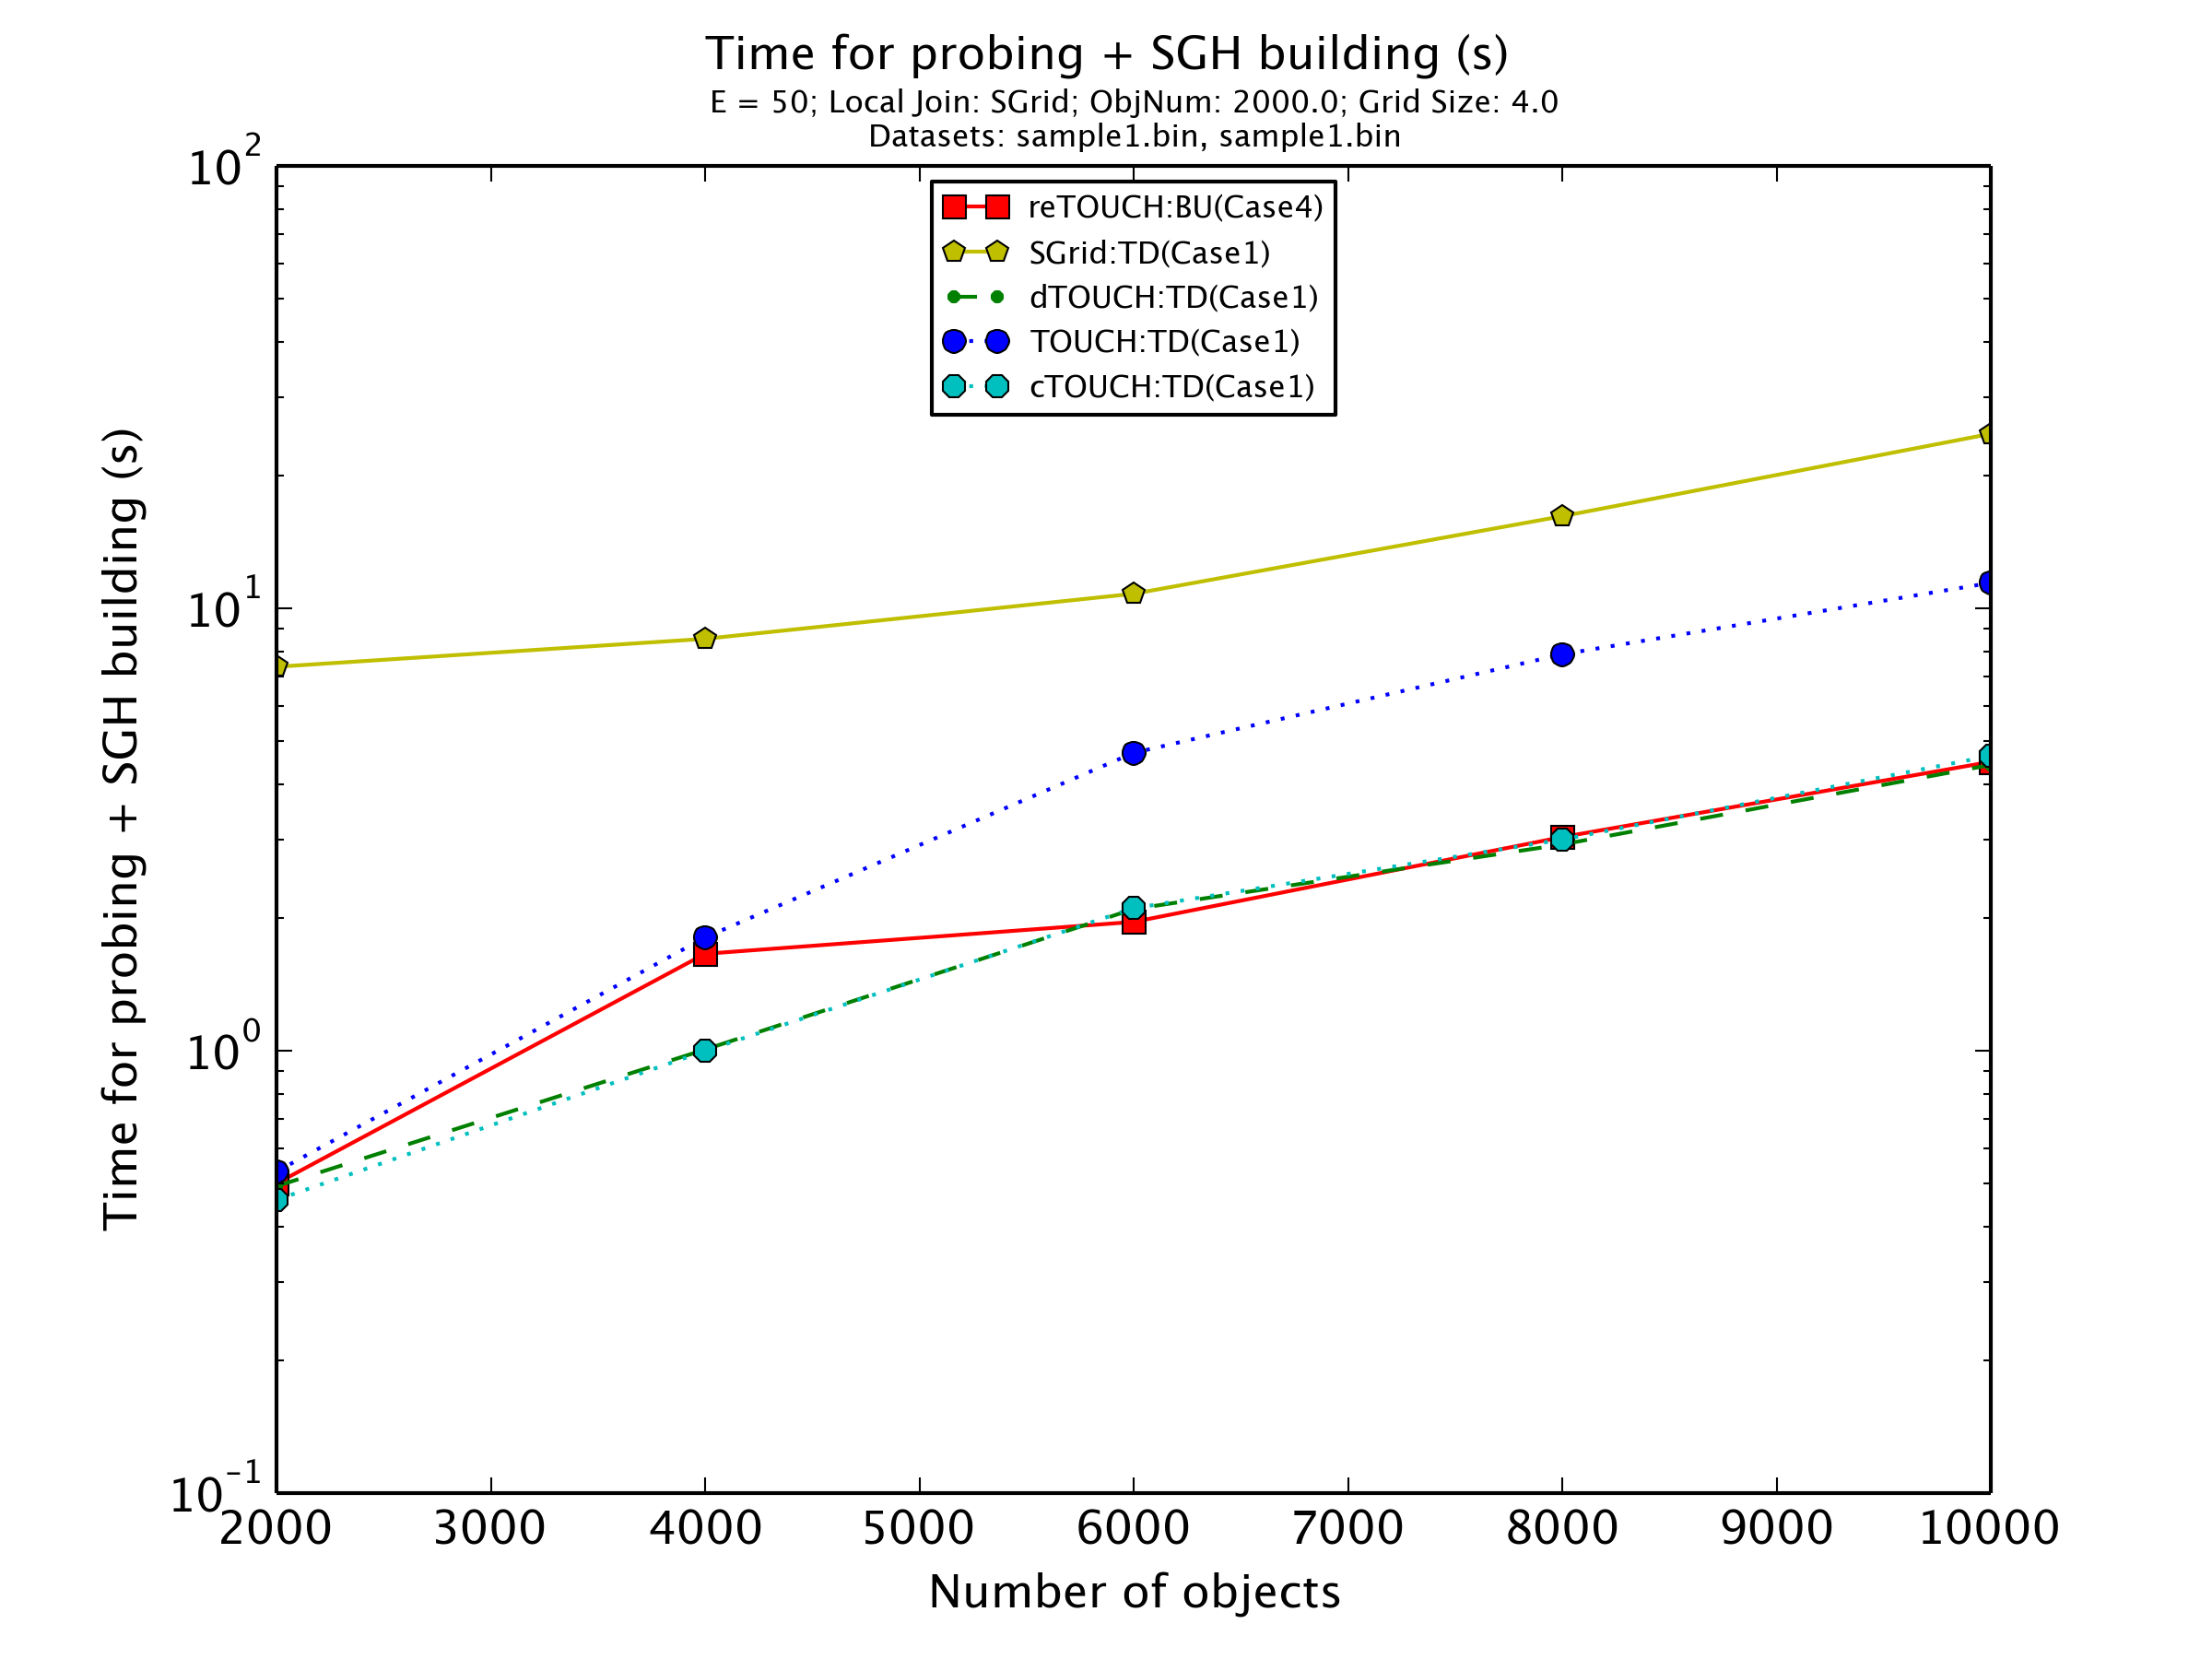 Time for probing + SGH building (s)
E = 50; Local Join: SGrid; ObjNum: 2000.0; Grid Size: 4.0
Datasets: sample1.bin, sample1.bin
reTOUCH:BU(Case4)
SGrid:TD(Case1)
dTOUCH:TD(Case1)
TOUCH:TD(Case1)
cTOUCH:TD(Case1)
Time for probing + SGH building (s)
10^2
10^1
10^0
10^-1
2000 3000 4000 5000 6000 7000 8000 9000 10000
Number of objects